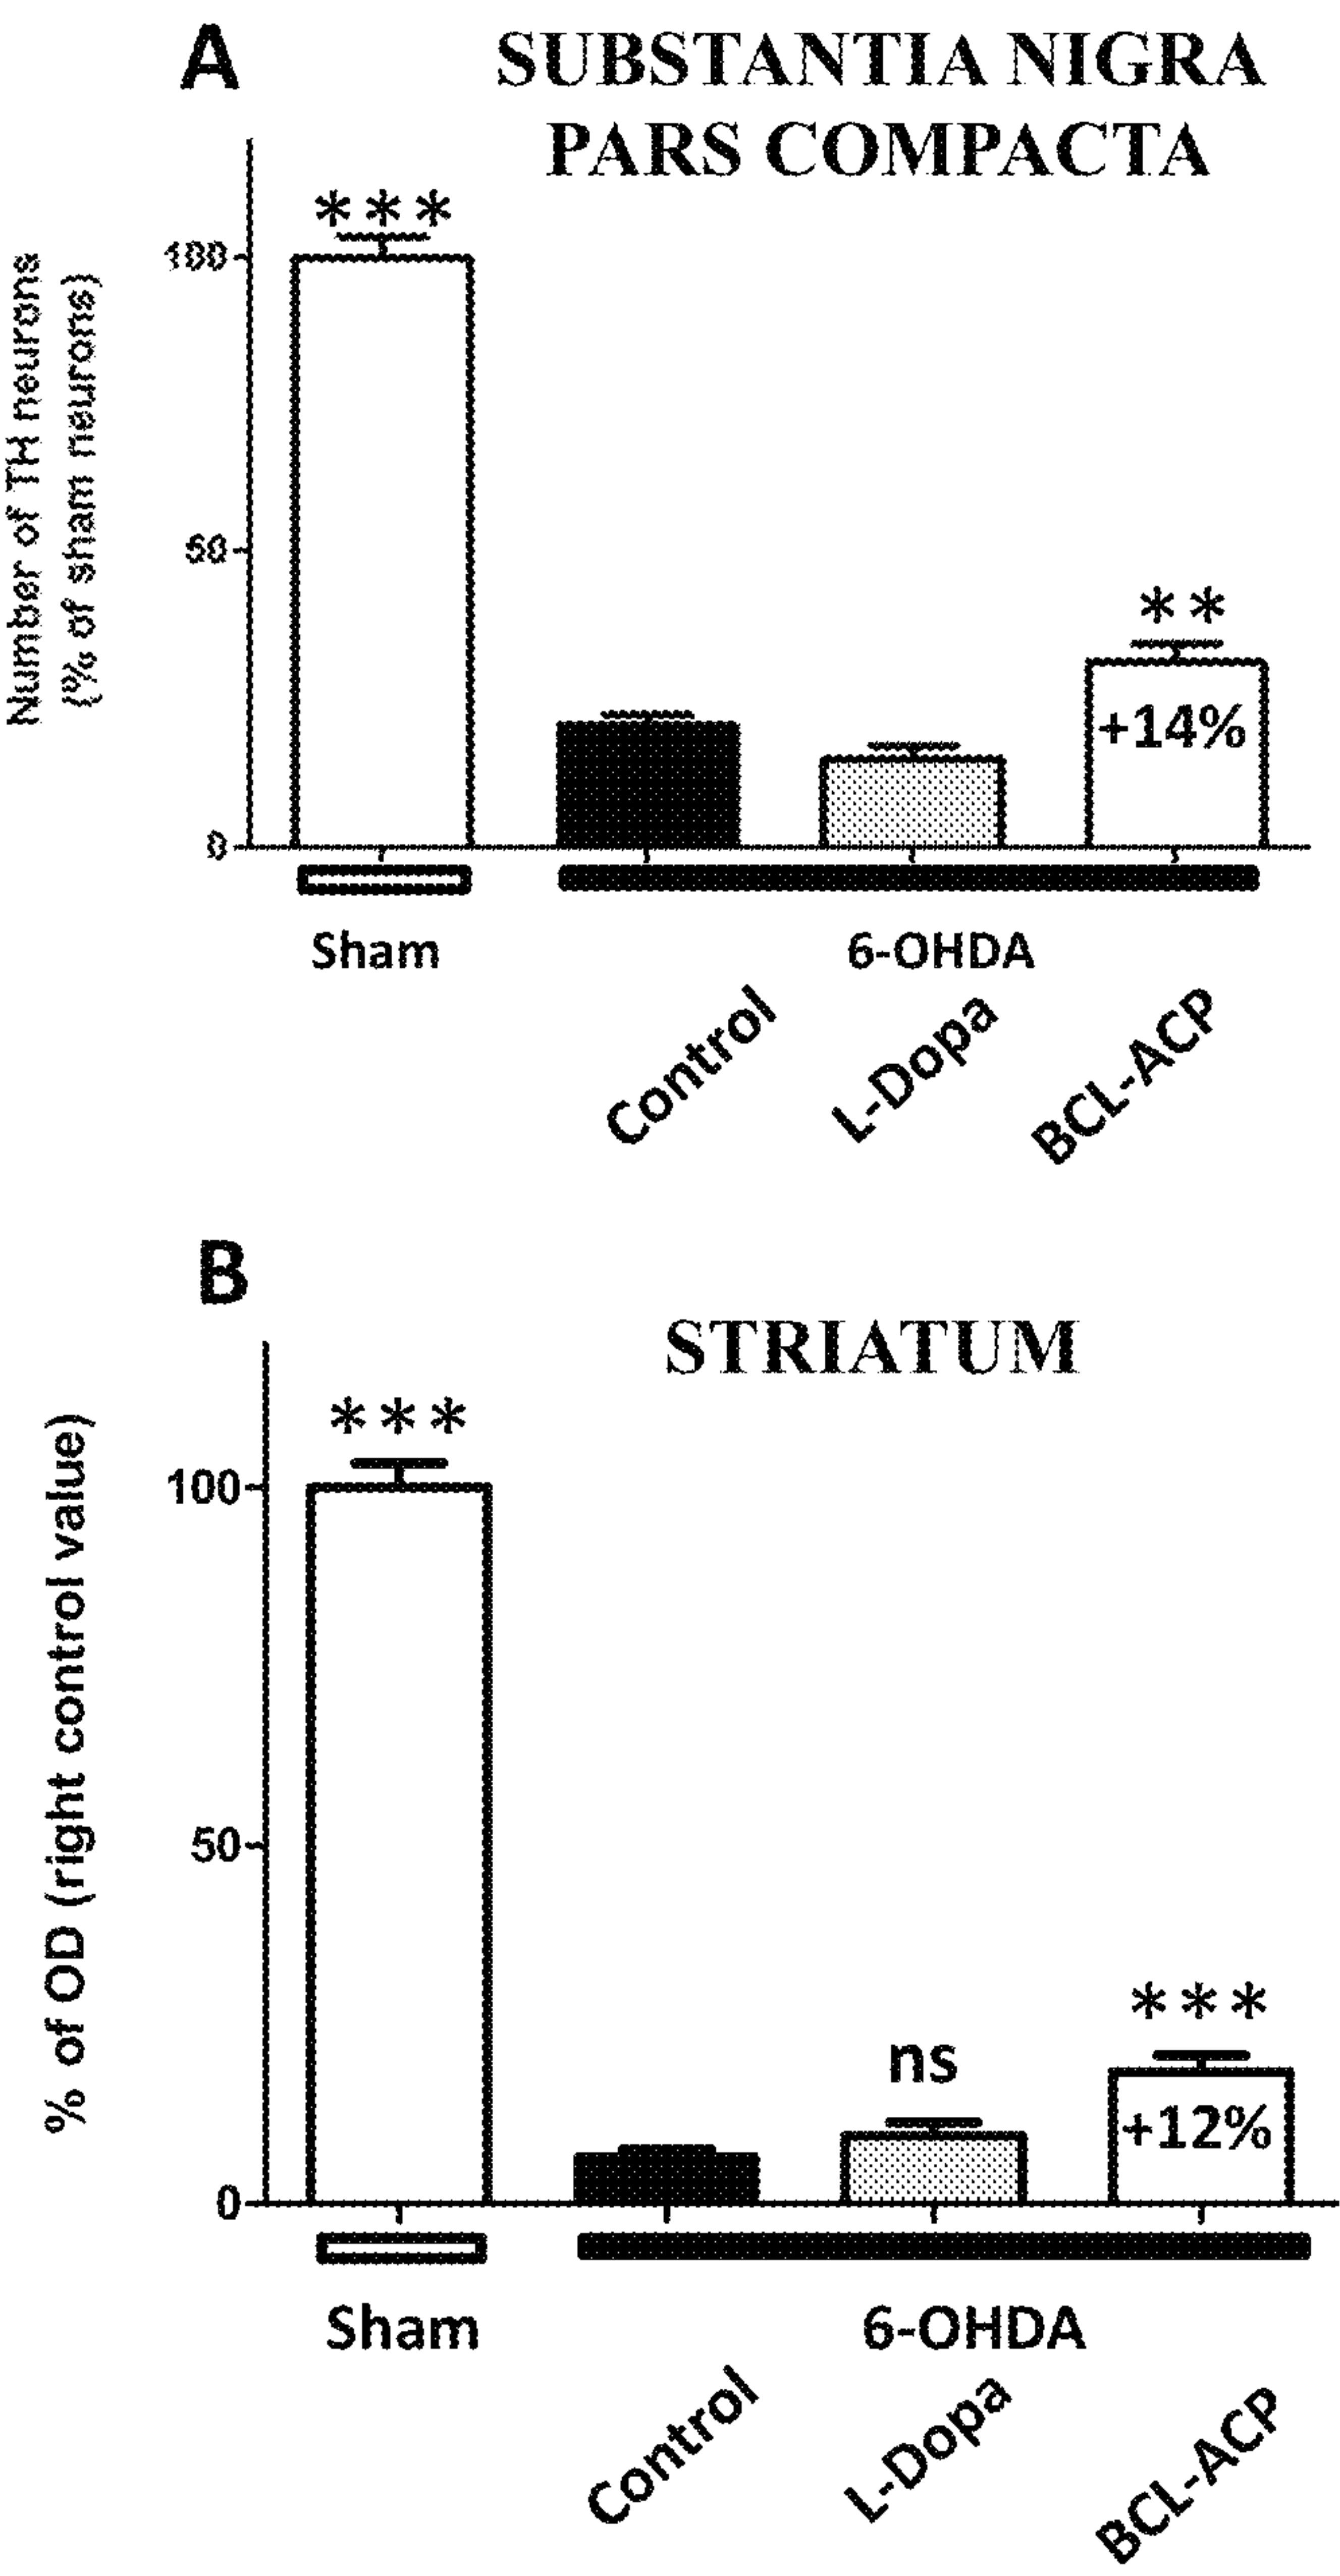 A
SUBSTANTIA NIGRA
PARS COMPACTA
Number of TH neurons
(% of sham neurons)
100
50
0
***
**
+14%
Sham
6-OHDA
Control
L-Dopa
BCL-ACP
B
STRIATUM
% of OD (right control value)
100
50
0
***
ns
***
+12%
Sham
6-OHDA
Control
L-Dopa
BCL-ACP